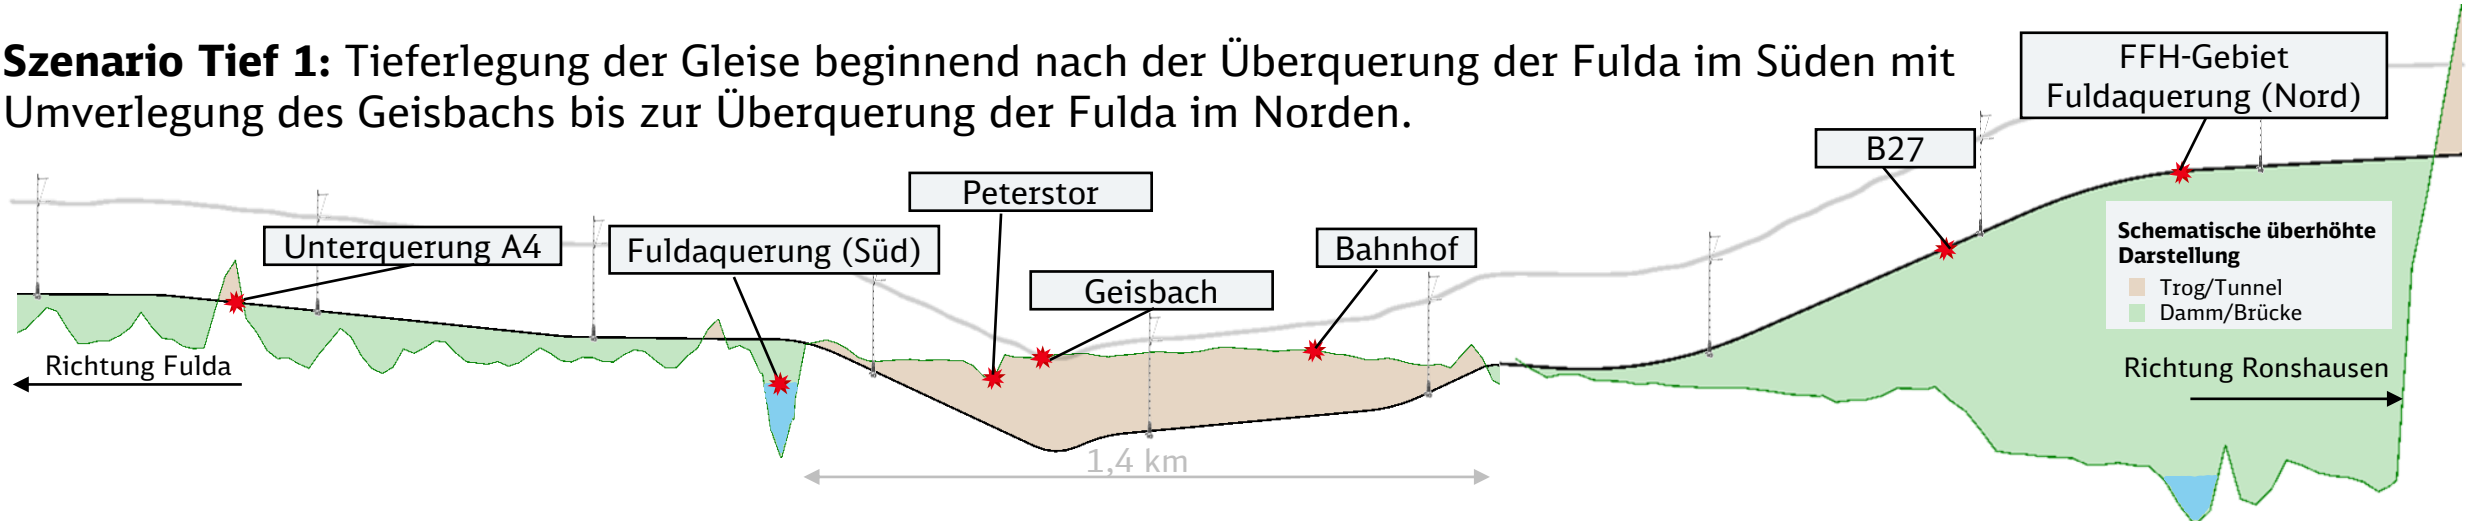 Szenario Tief 1: Tieferlegung der Gleise beginnend nach der Überquerung der Fulda im Süden mit
Umverlegung des Geisbachs bis zur Überquerung der Fulda im Norden.
FFH-Gebiet
Fuldaquerung (Nord)
B27
Peterstor
Unterquerung A4
Fuldaquerung (Süd)
Geisbach
Bahnhof
Schematische überhöhte
Darstellung
Trog/Tunnel
Damm/Brücke
Richtung Fulda
Richtung Ronshausen
1,4 km